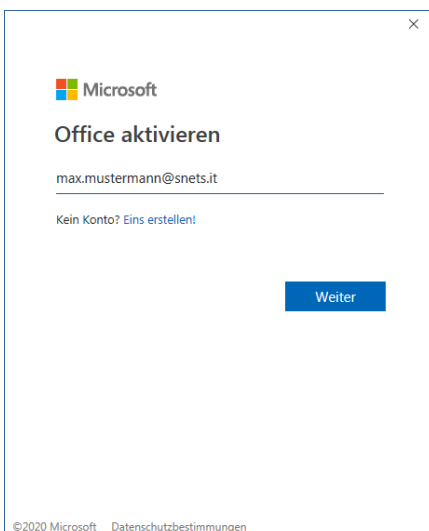 Microsoft
Office aktivieren
max.mustermann@snets.it
Kein Konto? Eins erstellen!
Weiter
©2020 Microsoft Datenschutzbestimmungen